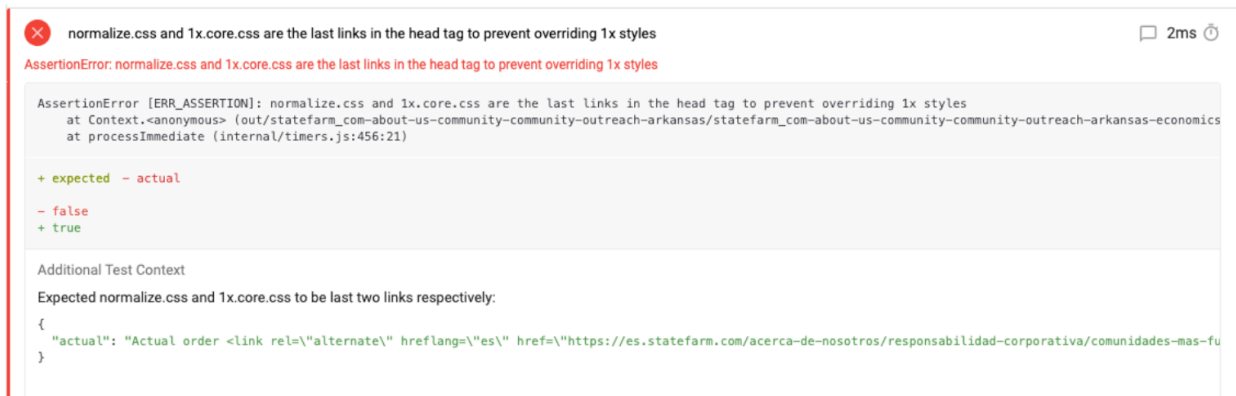 normalize.css and 1x.core.css are the last links in the head tag to prevent overriding 1x styles
2ms
AssertionError: normalize.css and 1x.core.css are the last links in the head tag to prevent overriding 1x styles
AssertionError [ERR_ASSERTION]: normalize.css and 1x.core.css are the last links in the head tag to prevent overriding 1x styles
at Context.<anonymous> (out/statefarm_com-about-us-community-community-outreach-arkansas/statefarm_com-about-us-community-community-outreach-arkansas-economics
at processImmediate (internal/timers.js:456:21)
+ expected - actual
- false
+ true
Additional Test Context
Expected normalize.css and 1x.core.css to be last two links respectively:
{
"actual": "Actual order <link rel=\"alternate\" hreflang=\"es\" href=\"https://es.statefarm.com/acerca-de-nosotros/responsabilidad-corporativa/comunidades-mas-fu
}